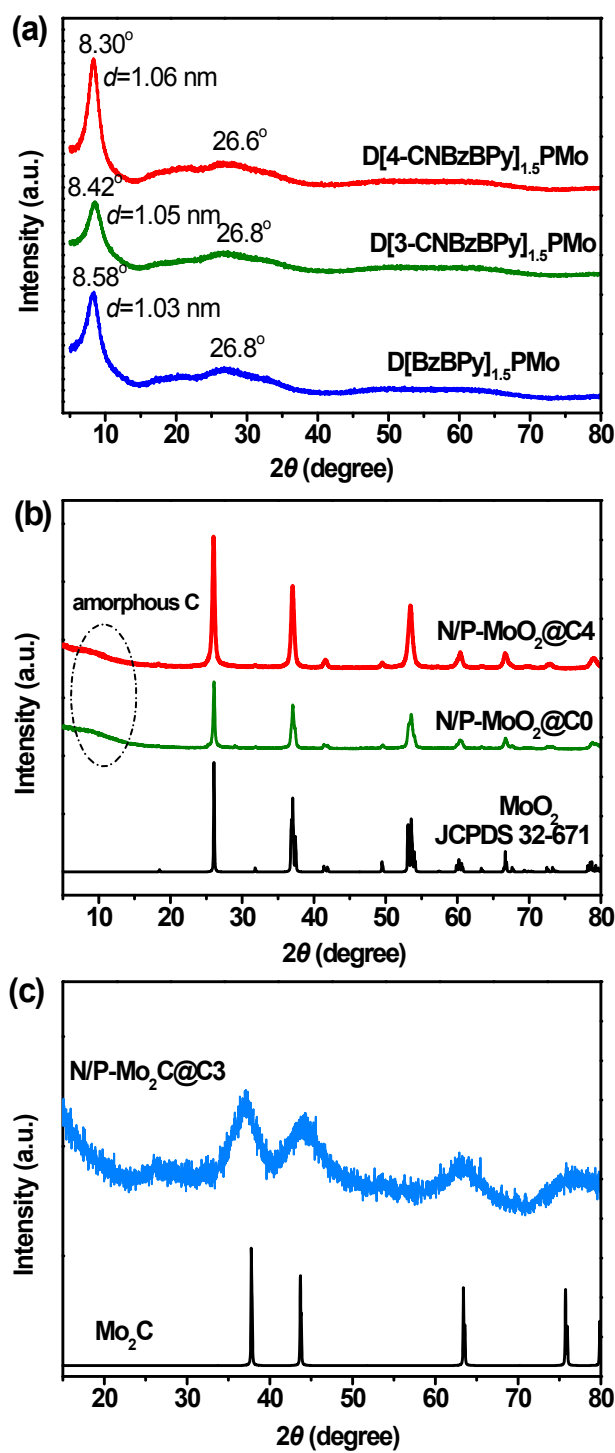 (a)
8.30°
d=1.06 nm
26.6°
D[4-CNBzBPy]1.5PMo
8.42°
d=1.05 nm
26.8°
D[3-CNBzBPy]1.5PMo
8.58°
d=1.03 nm
26.8°
D[BzBPy]1.5PMo
Intensity (a.u.)
10 20 30 40 50 60 70 80
2θ (degree)
(b)
amorphous C
N/P-MoO2@C4
N/P-MoO2@C0
MoO2
JCPDS 32-671
Intensity (a.u.)
10 20 30 40 50 60 70 80
2θ (degree)
(c)
N/P-Mo2C@C3
Mo2C
Intensity (a.u.)
20 30 40 50 60 70 80
2θ (degree)